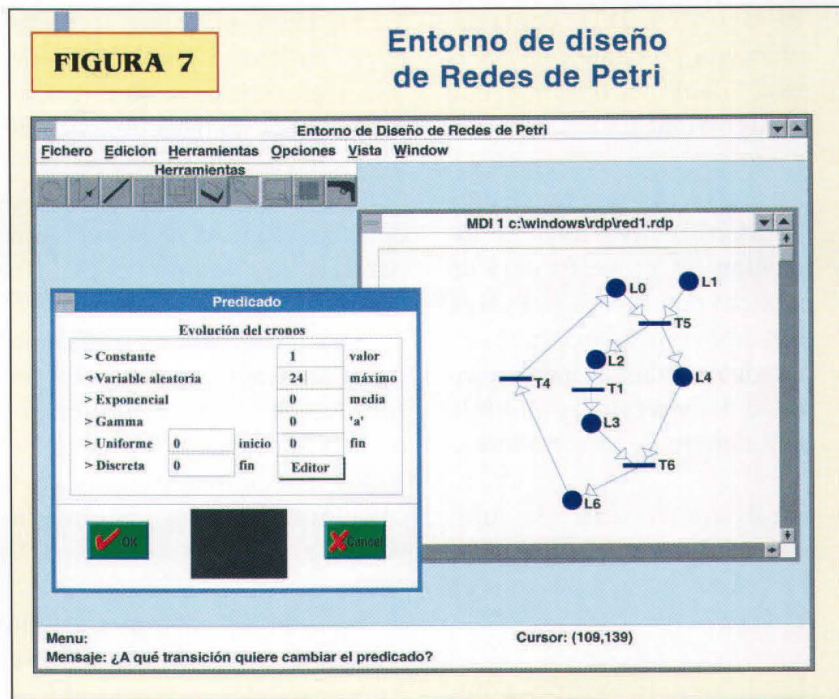 FIGURA 7
Entorno de diseño
de Redes de Petri
Entorno de Diseño de Redes de Petri
Fichero Edicion Herramientas Opciones Vista Window
Herramientas
MDI 1 c:\windows\rdp\red1.rdp
L0
L1
T5
L2
T4
T1
L4
L3
T6
L6
Predicado
Evolución del cronos
> Constante 1 valor
Variable aleatoria 24 máximo
> Exponencial 0 media
> Gamma 0 'a'
> Uniforme 0 inicio 0 fin
> Discreta 0 fin Editor
OK
Cancel
Menu:
Cursor: (109,139)
Mensaje: ¿A qué transición quiere cambiar el predicado?